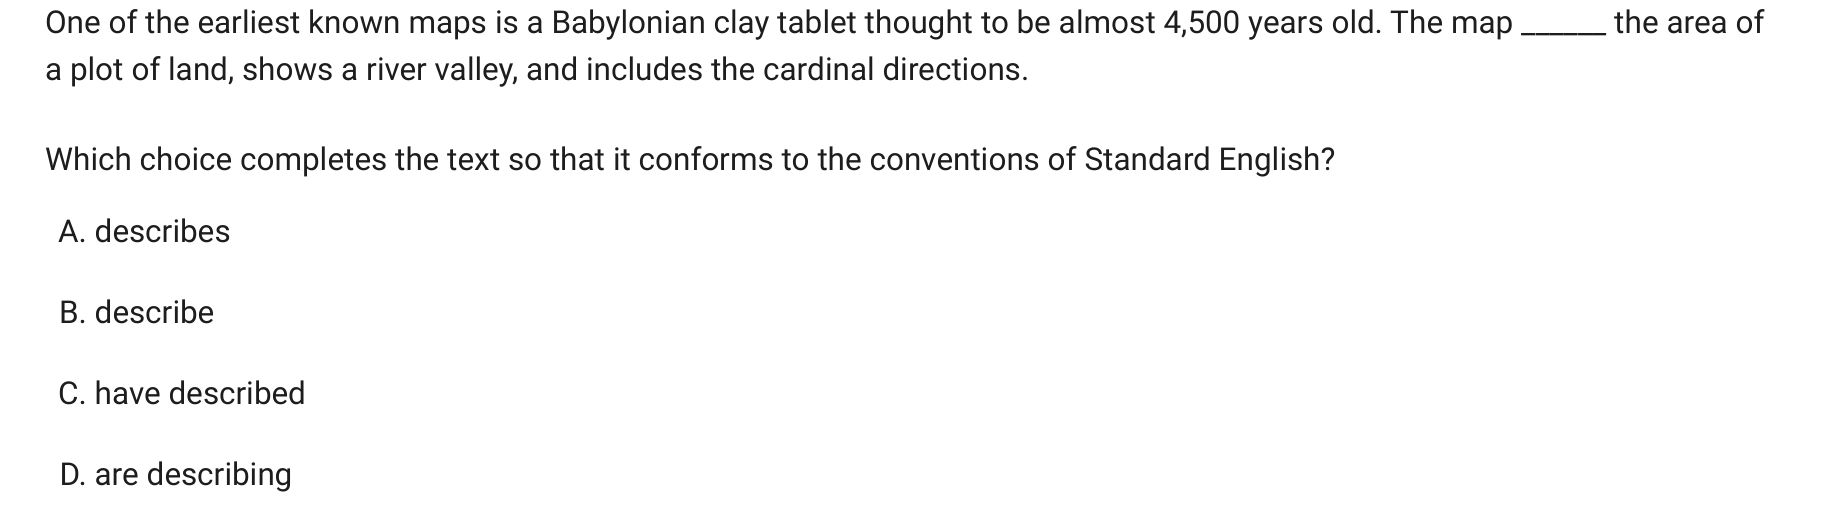 One of the earliest known maps is a Babylonian clay tablet thought to be almost 4,500 years old. The map ______ the area of
a plot of land, shows a river valley, and includes the cardinal directions.
Which choice completes the text so that it conforms to the conventions of Standard English?
A. describes
B. describe
C. have described
D. are describing